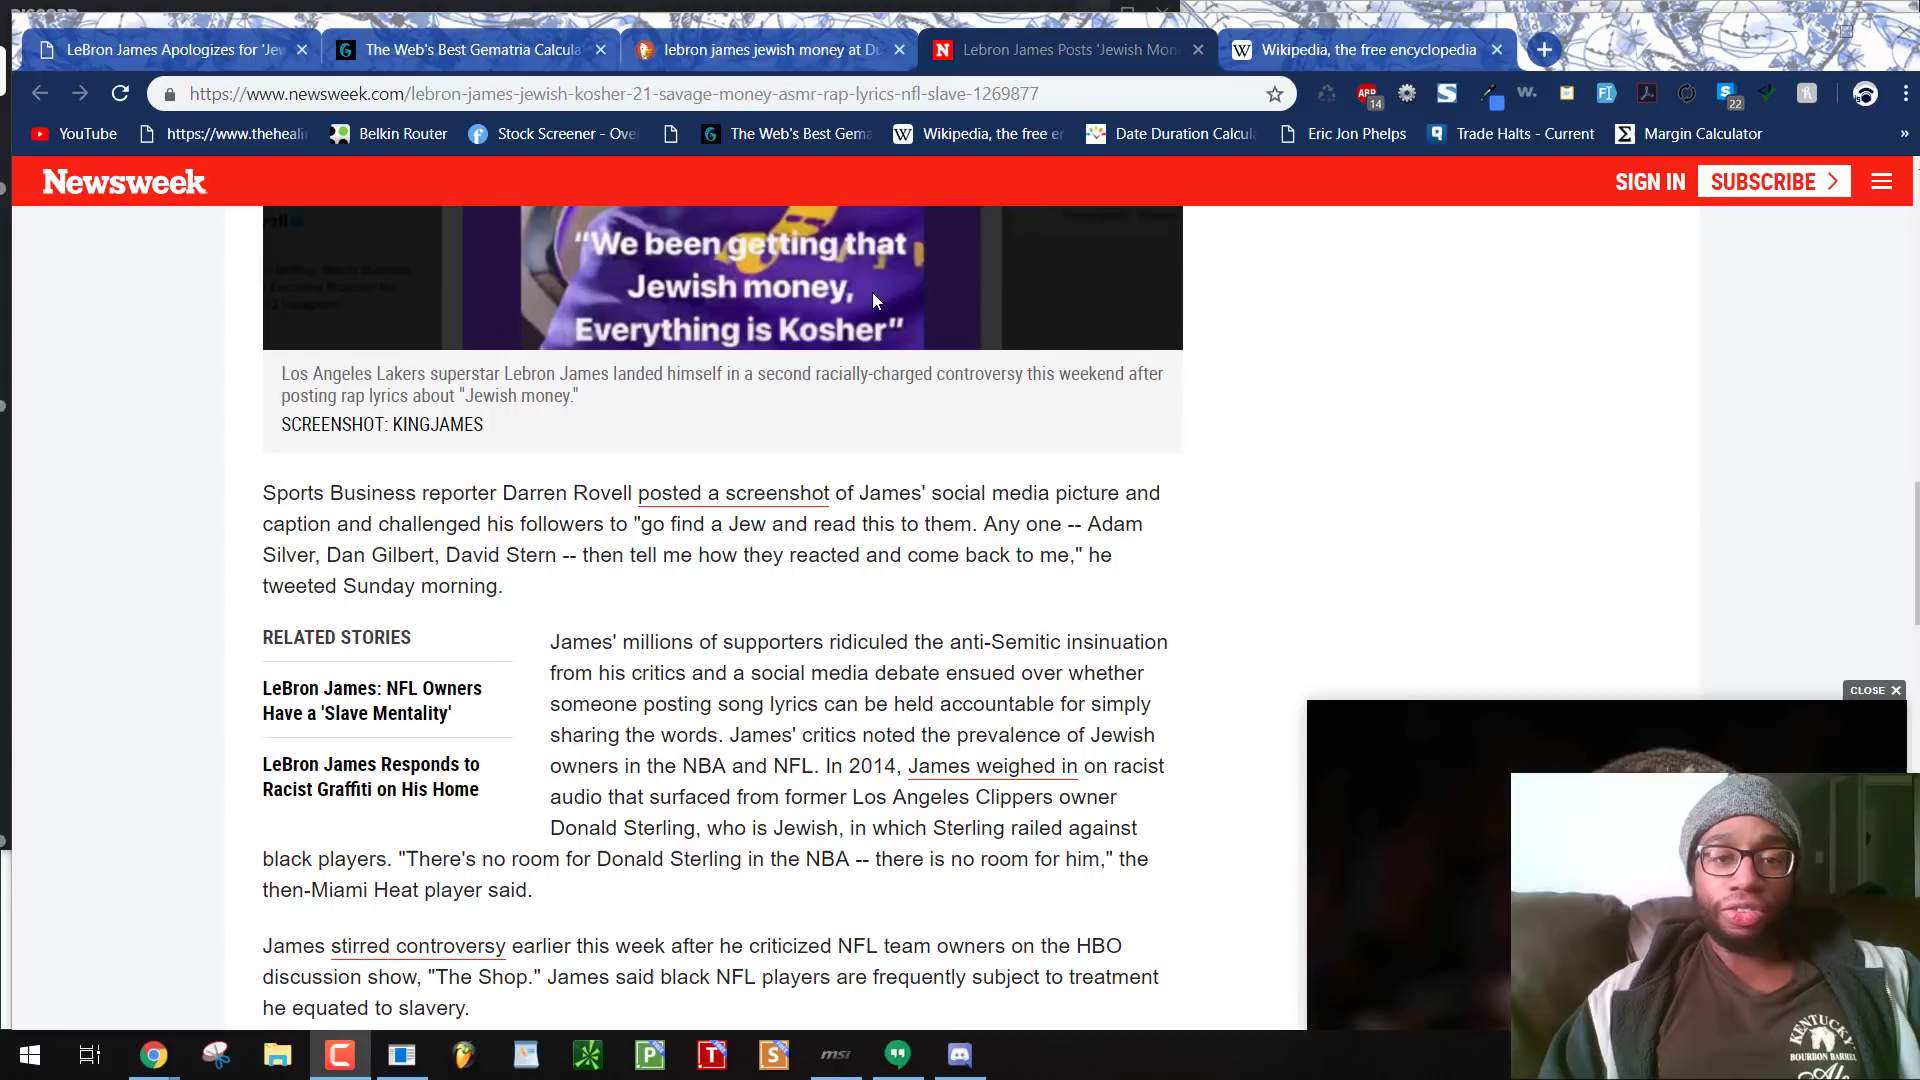 LeBron James Apologizes for 'Je
The Web's Best Gematria Calcula
lebron james jewish money at Du
Lebron James Posts 'Jewish Mon
Wikipedia, the free encyclopedia
https://www.newsweek.com/lebron-james-jewish-kosher-21-savage-money-asmr-rap-lyrics-nfl-slave-1269877
14
22
YouTube
https://www.theheali
Belkin Router
Stock Screener - Ove
The Web's Best Gema
Wikipedia, the free e
Date Duration Calcul
Eric Jon Phelps
Trade Halts - Current
Margin Calculator
Newsweek
SIGN IN
SUBSCRIBE
"We been getting that
Jewish money,
Everything is Kosher"
Los Angeles Lakers superstar Lebron James landed himself in a second racially-charged controversy this weekend after
posting rap lyrics about "Jewish money."
SCREENSHOT: KINGJAMES
Sports Business reporter Darren Rovell posted a screenshot of James' social media picture and
caption and challenged his followers to "go find a Jew and read this to them. Any one -- Adam
Silver, Dan Gilbert, David Stern -- then tell me how they reacted and come back to me," he
tweeted Sunday morning.
RELATED STORIES
LeBron James: NFL Owners
Have a 'Slave Mentality'
LeBron James Responds to
Racist Graffiti on His Home
James' millions of supporters ridiculed the anti-Semitic insinuation
from his critics and a social media debate ensued over whether
someone posting song lyrics can be held accountable for simply
sharing the words. James' critics noted the prevalence of Jewish
owners in the NBA and NFL. In 2014, James weighed in on racist
audio that surfaced from former Los Angeles Clippers owner
Donald Sterling, who is Jewish, in which Sterling railed against
black players. "There's no room for Donald Sterling in the NBA -- there is no room for him," the
then-Miami Heat player said.
James stirred controversy earlier this week after he criticized NFL team owners on the HBO
discussion show, "The Shop." James said black NFL players are frequently subject to treatment
he equated to slavery.
CLOSE
KENTUCKY
BOURBON BARREL
msi